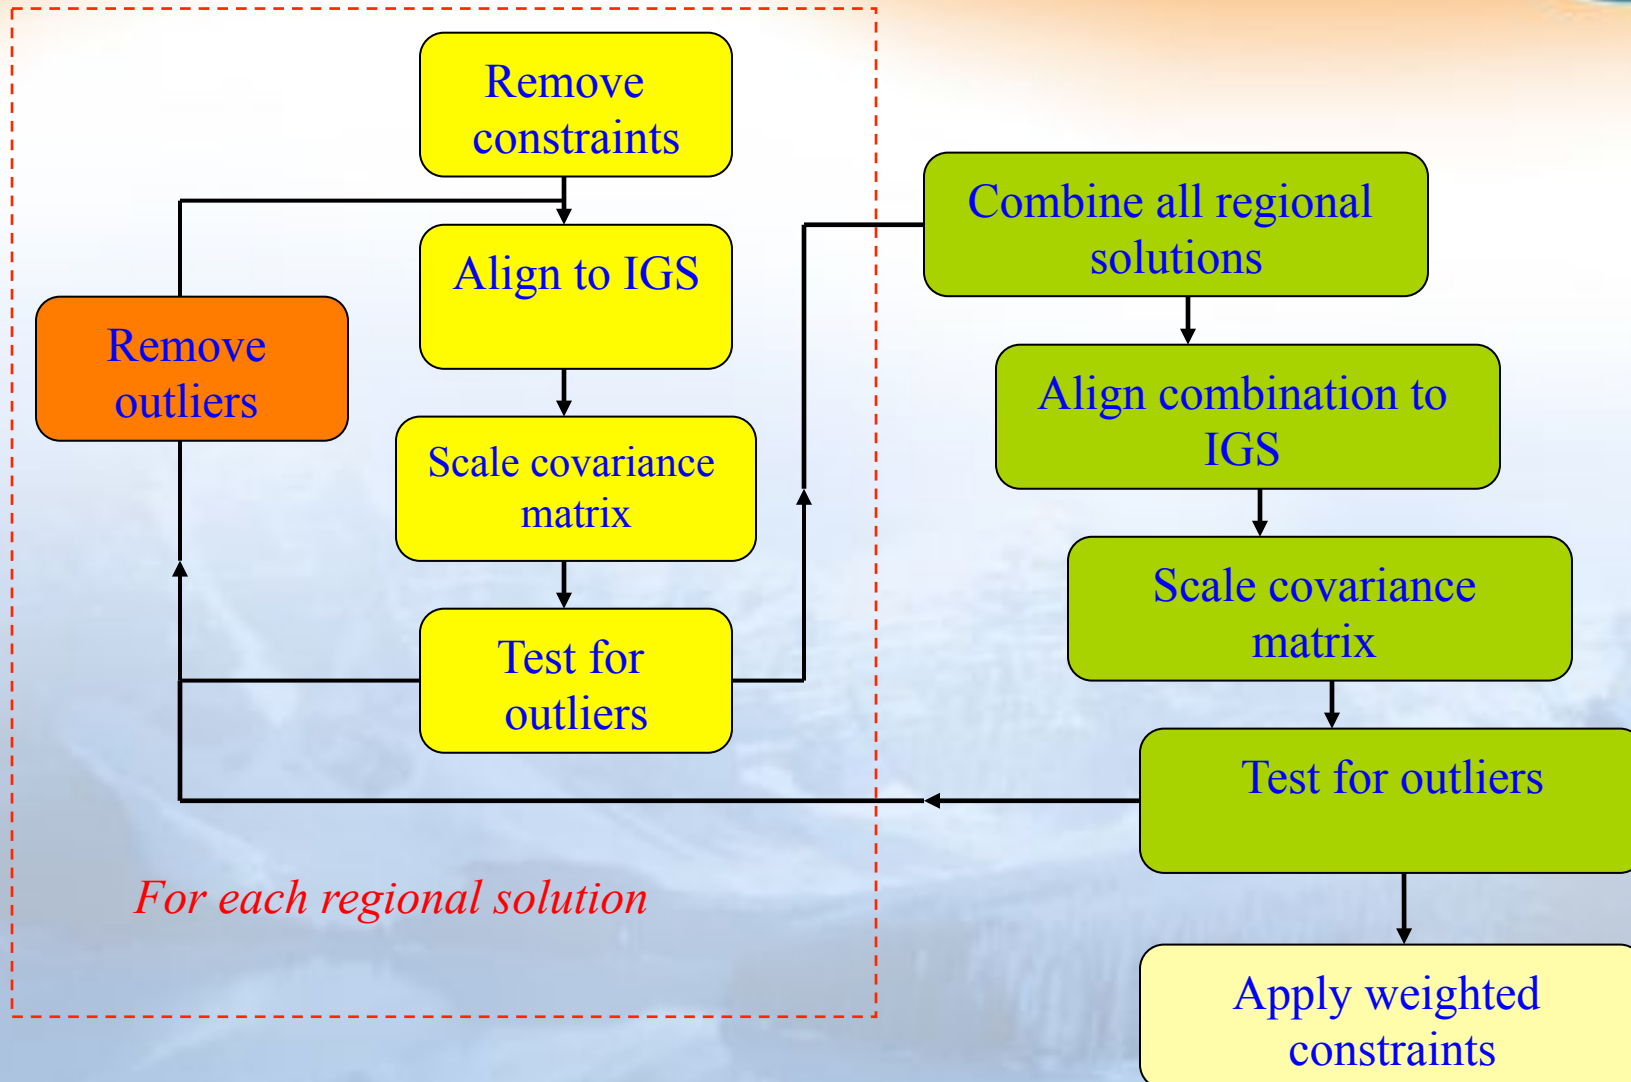 Remove
constraints
Align to IGS
Remove
outliers
Scale covariance
matrix
Test for
outliers
For each regional solution
Combine all regional
solutions
Align combination to
IGS
Scale covariance
matrix
Test for outliers
Apply weighted
constraints